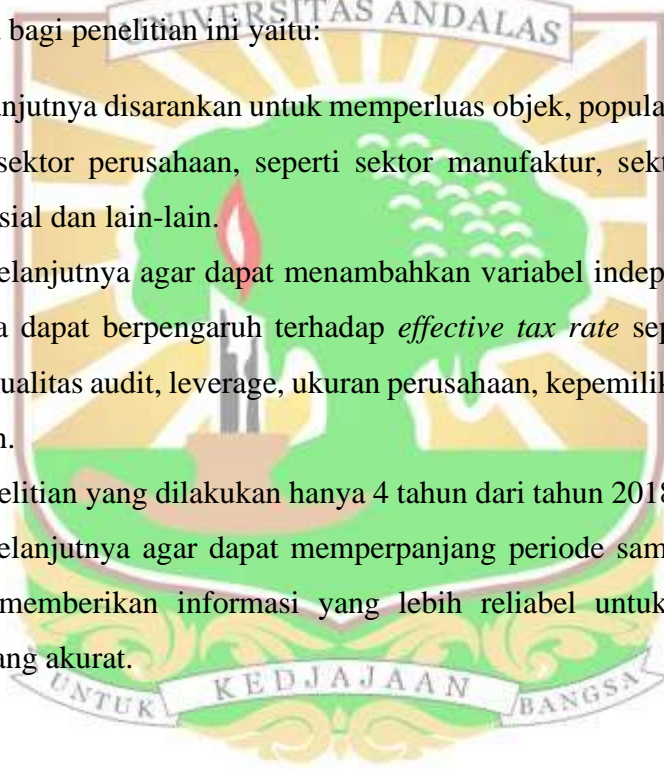 UNIVERSITAS ANDALAS
bagi penelitian ini yaitu:
anjutnya disarankan untuk memperluas objek, popula
sektor perusahaan, seperti sektor manufaktur, sekt
sial dan lain-lain.
elanjutnya agar dapat menambahkan variabel indep
a dapat berpengaruh terhadap effective tax rate sep
ualitas audit, leverage, ukuran perusahaan, kepemilik
n.
elitian yang dilakukan hanya 4 tahun dari tahun 2018
elanjutnya agar dapat memperpanjang periode sam
memberikan informasi yang lebih reliabel untuk
ang akurat.
UNTUK KEDJAJAAN BANGSA